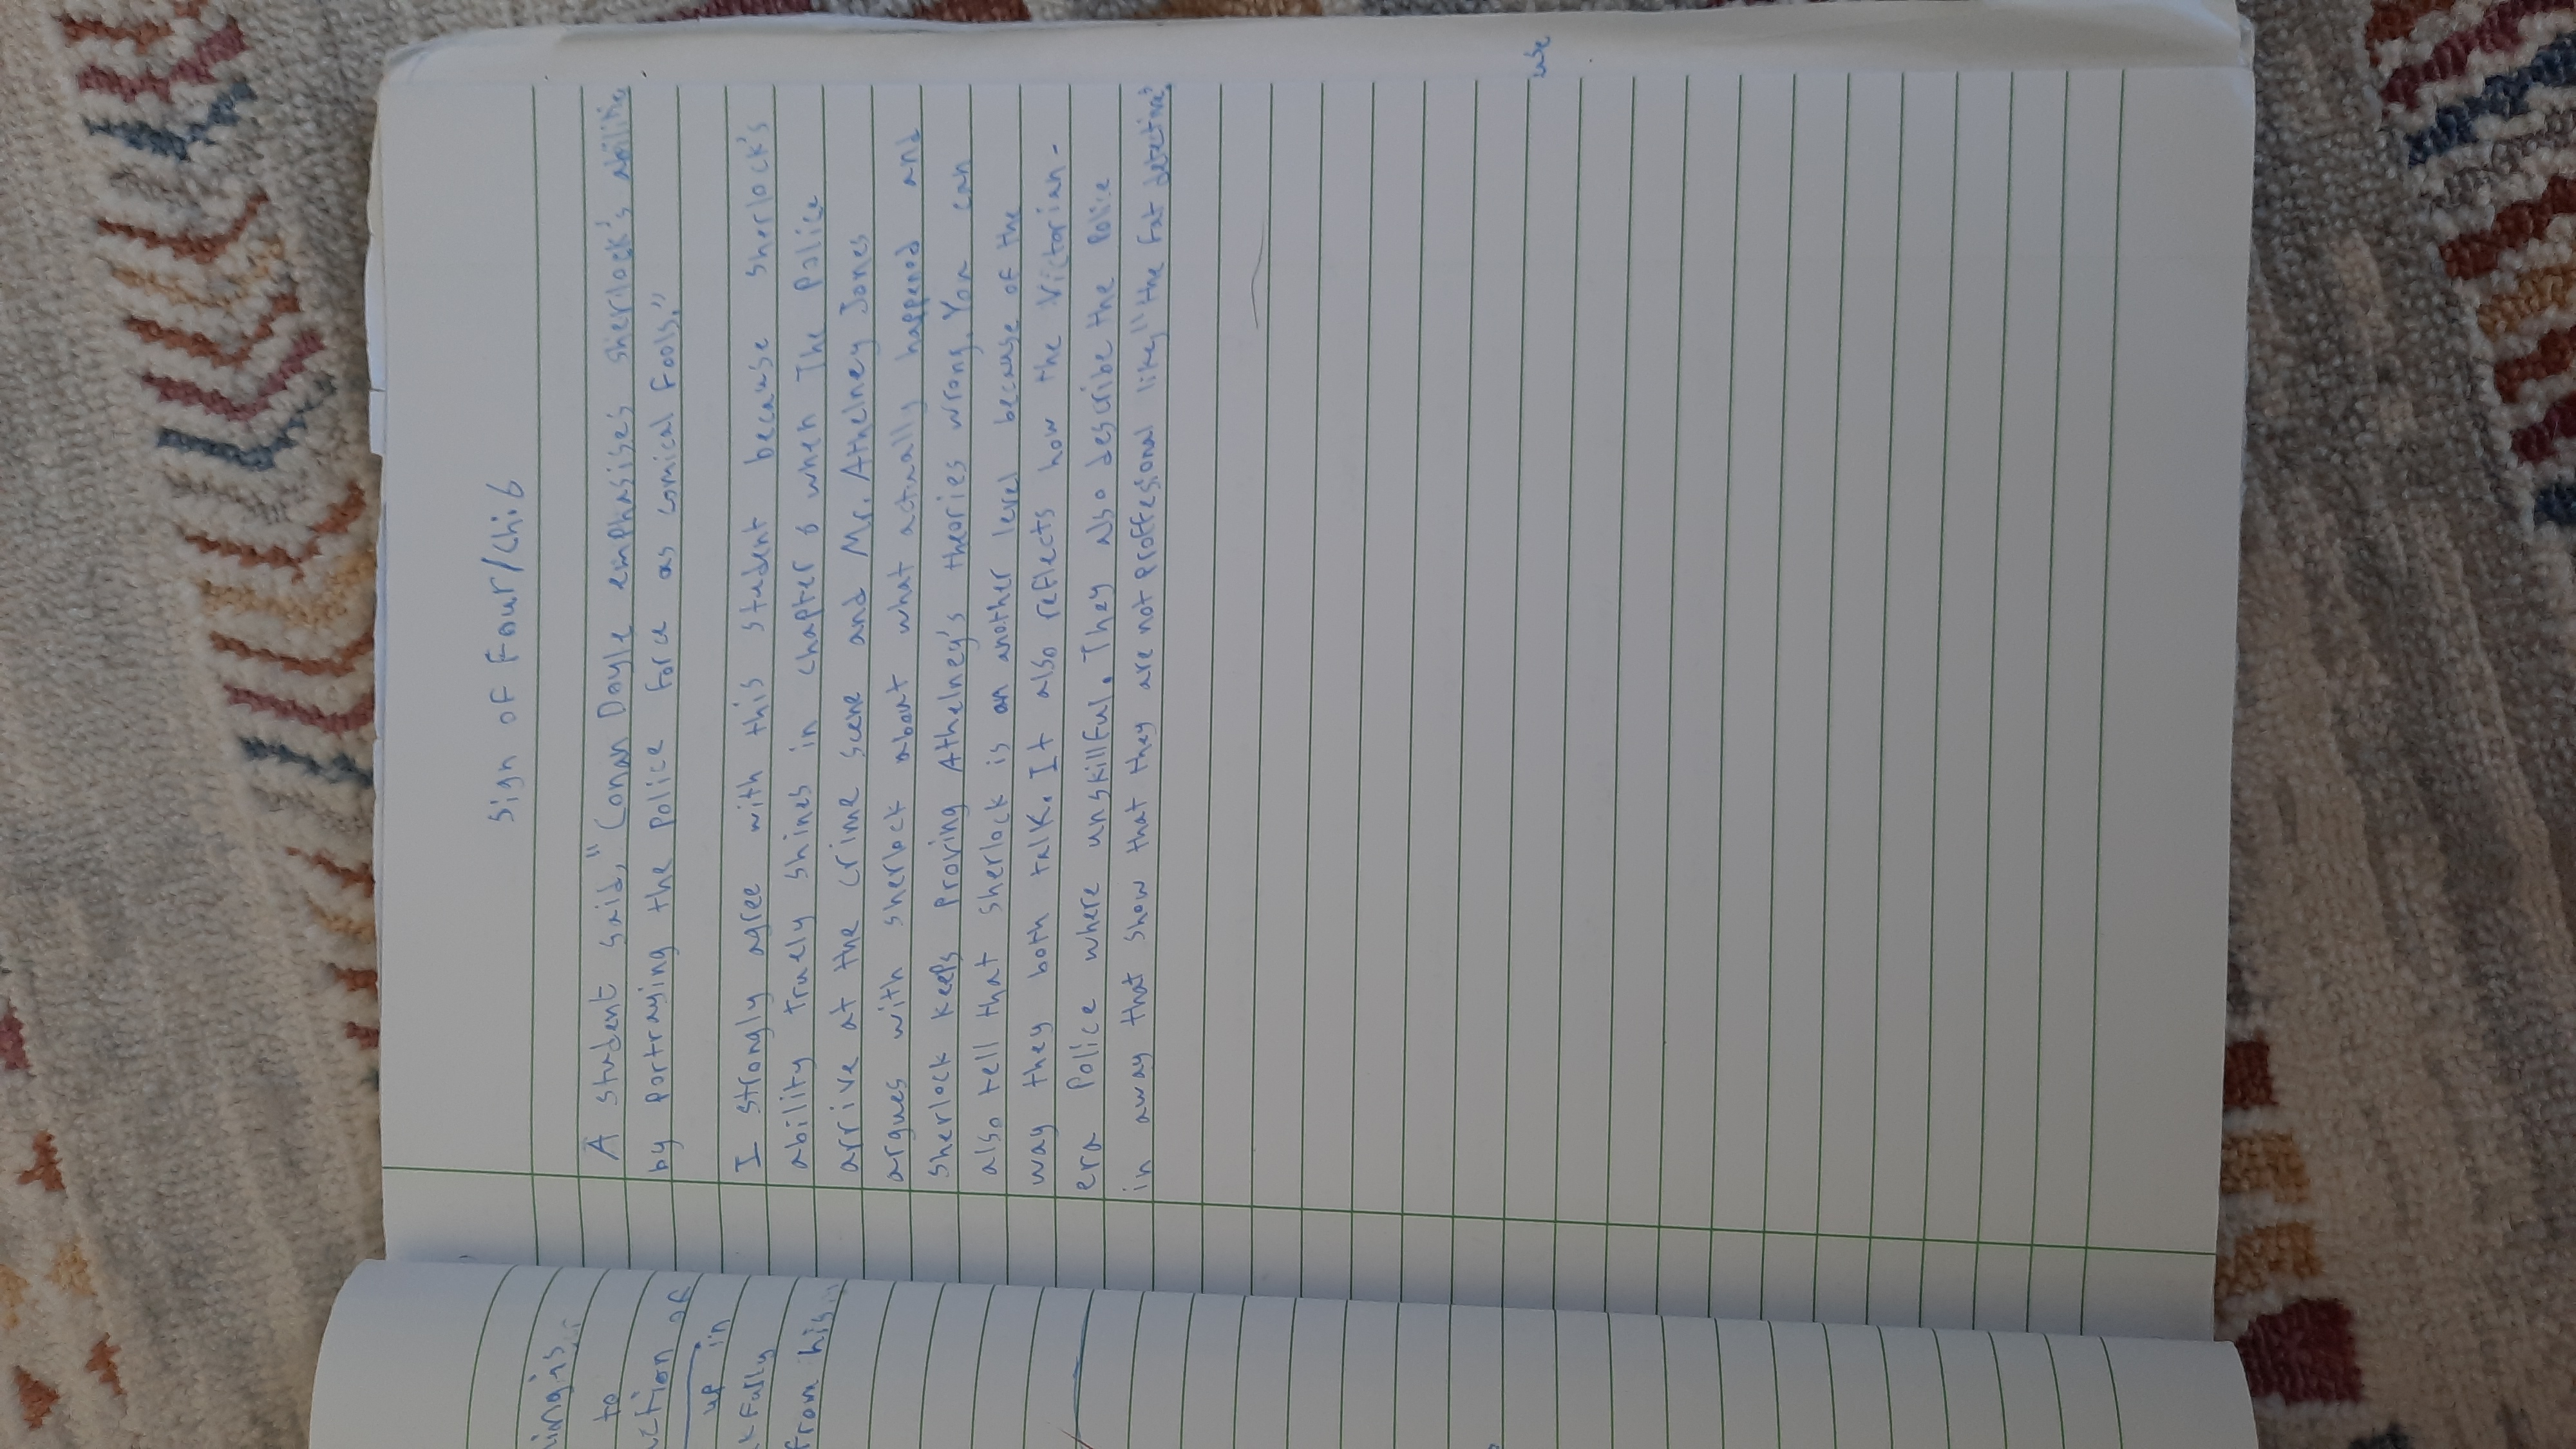 ing is
to
ction of
up in
k fully
from his
Sign of Four/Ch:6
A student said, "Conan Doyle emphasises Sherlock's abilitie
by portraying the police force as comical fools."
I strongly agree with this student because Sherlock's
ability truely shines in chapter 6 when The Police
arrive at the crime scene and Mr. Athelney Jones
argues with Sherlock about what actually happened and
Sherlock keeps proving Athelney's theories wrong. You can
also tell that Sherlock is on another level because of the
way they both talk. It also reflects how the Victorian-
era Police where unskillful. They also describe the Police
in away that show that they are not proffesional like, "the fat detective"